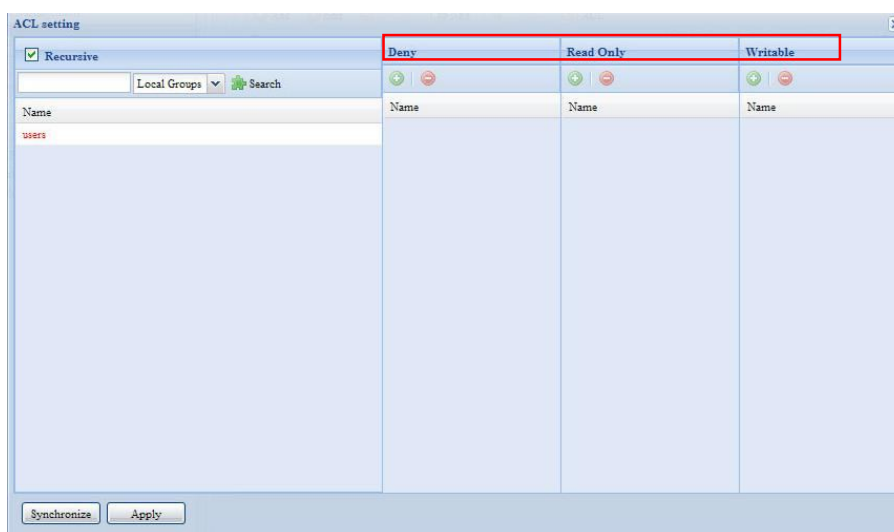 ACL setting
Recursive
Deny
Read Only
Writable
Local Groups
Search
Name
Name
Name
Name
users
Synchronize
Apply